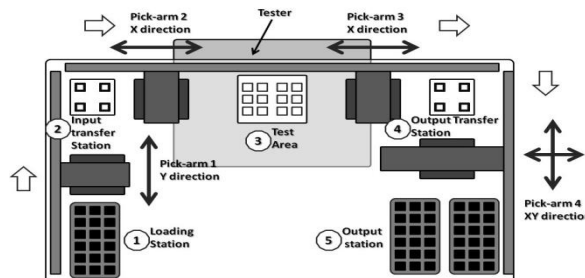 Pick-arm 2
X direction
Tester
Pick-arm 3
X direction
2
Input
transfer
Station
3
Test
Area
4
Output Transfer
Station
Pick-arm 1
Y direction
Pick-arm 4
XY direction
1
Loading
Station
5
Output
station